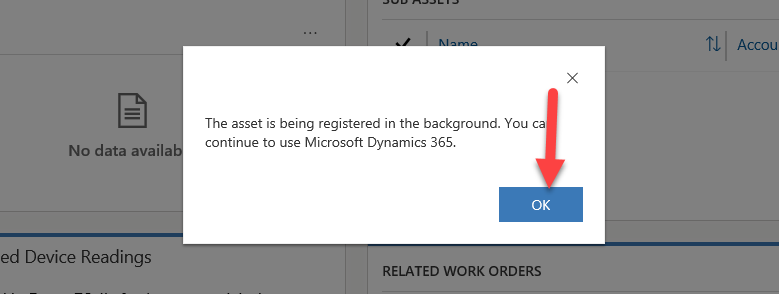 SUB ASSETS
...
Name
Accou
No data availab
The asset is being registered in the background. You ca
continue to use Microsoft Dynamics 365.
OK
ed Device Readings
RELATED WORK ORDERS